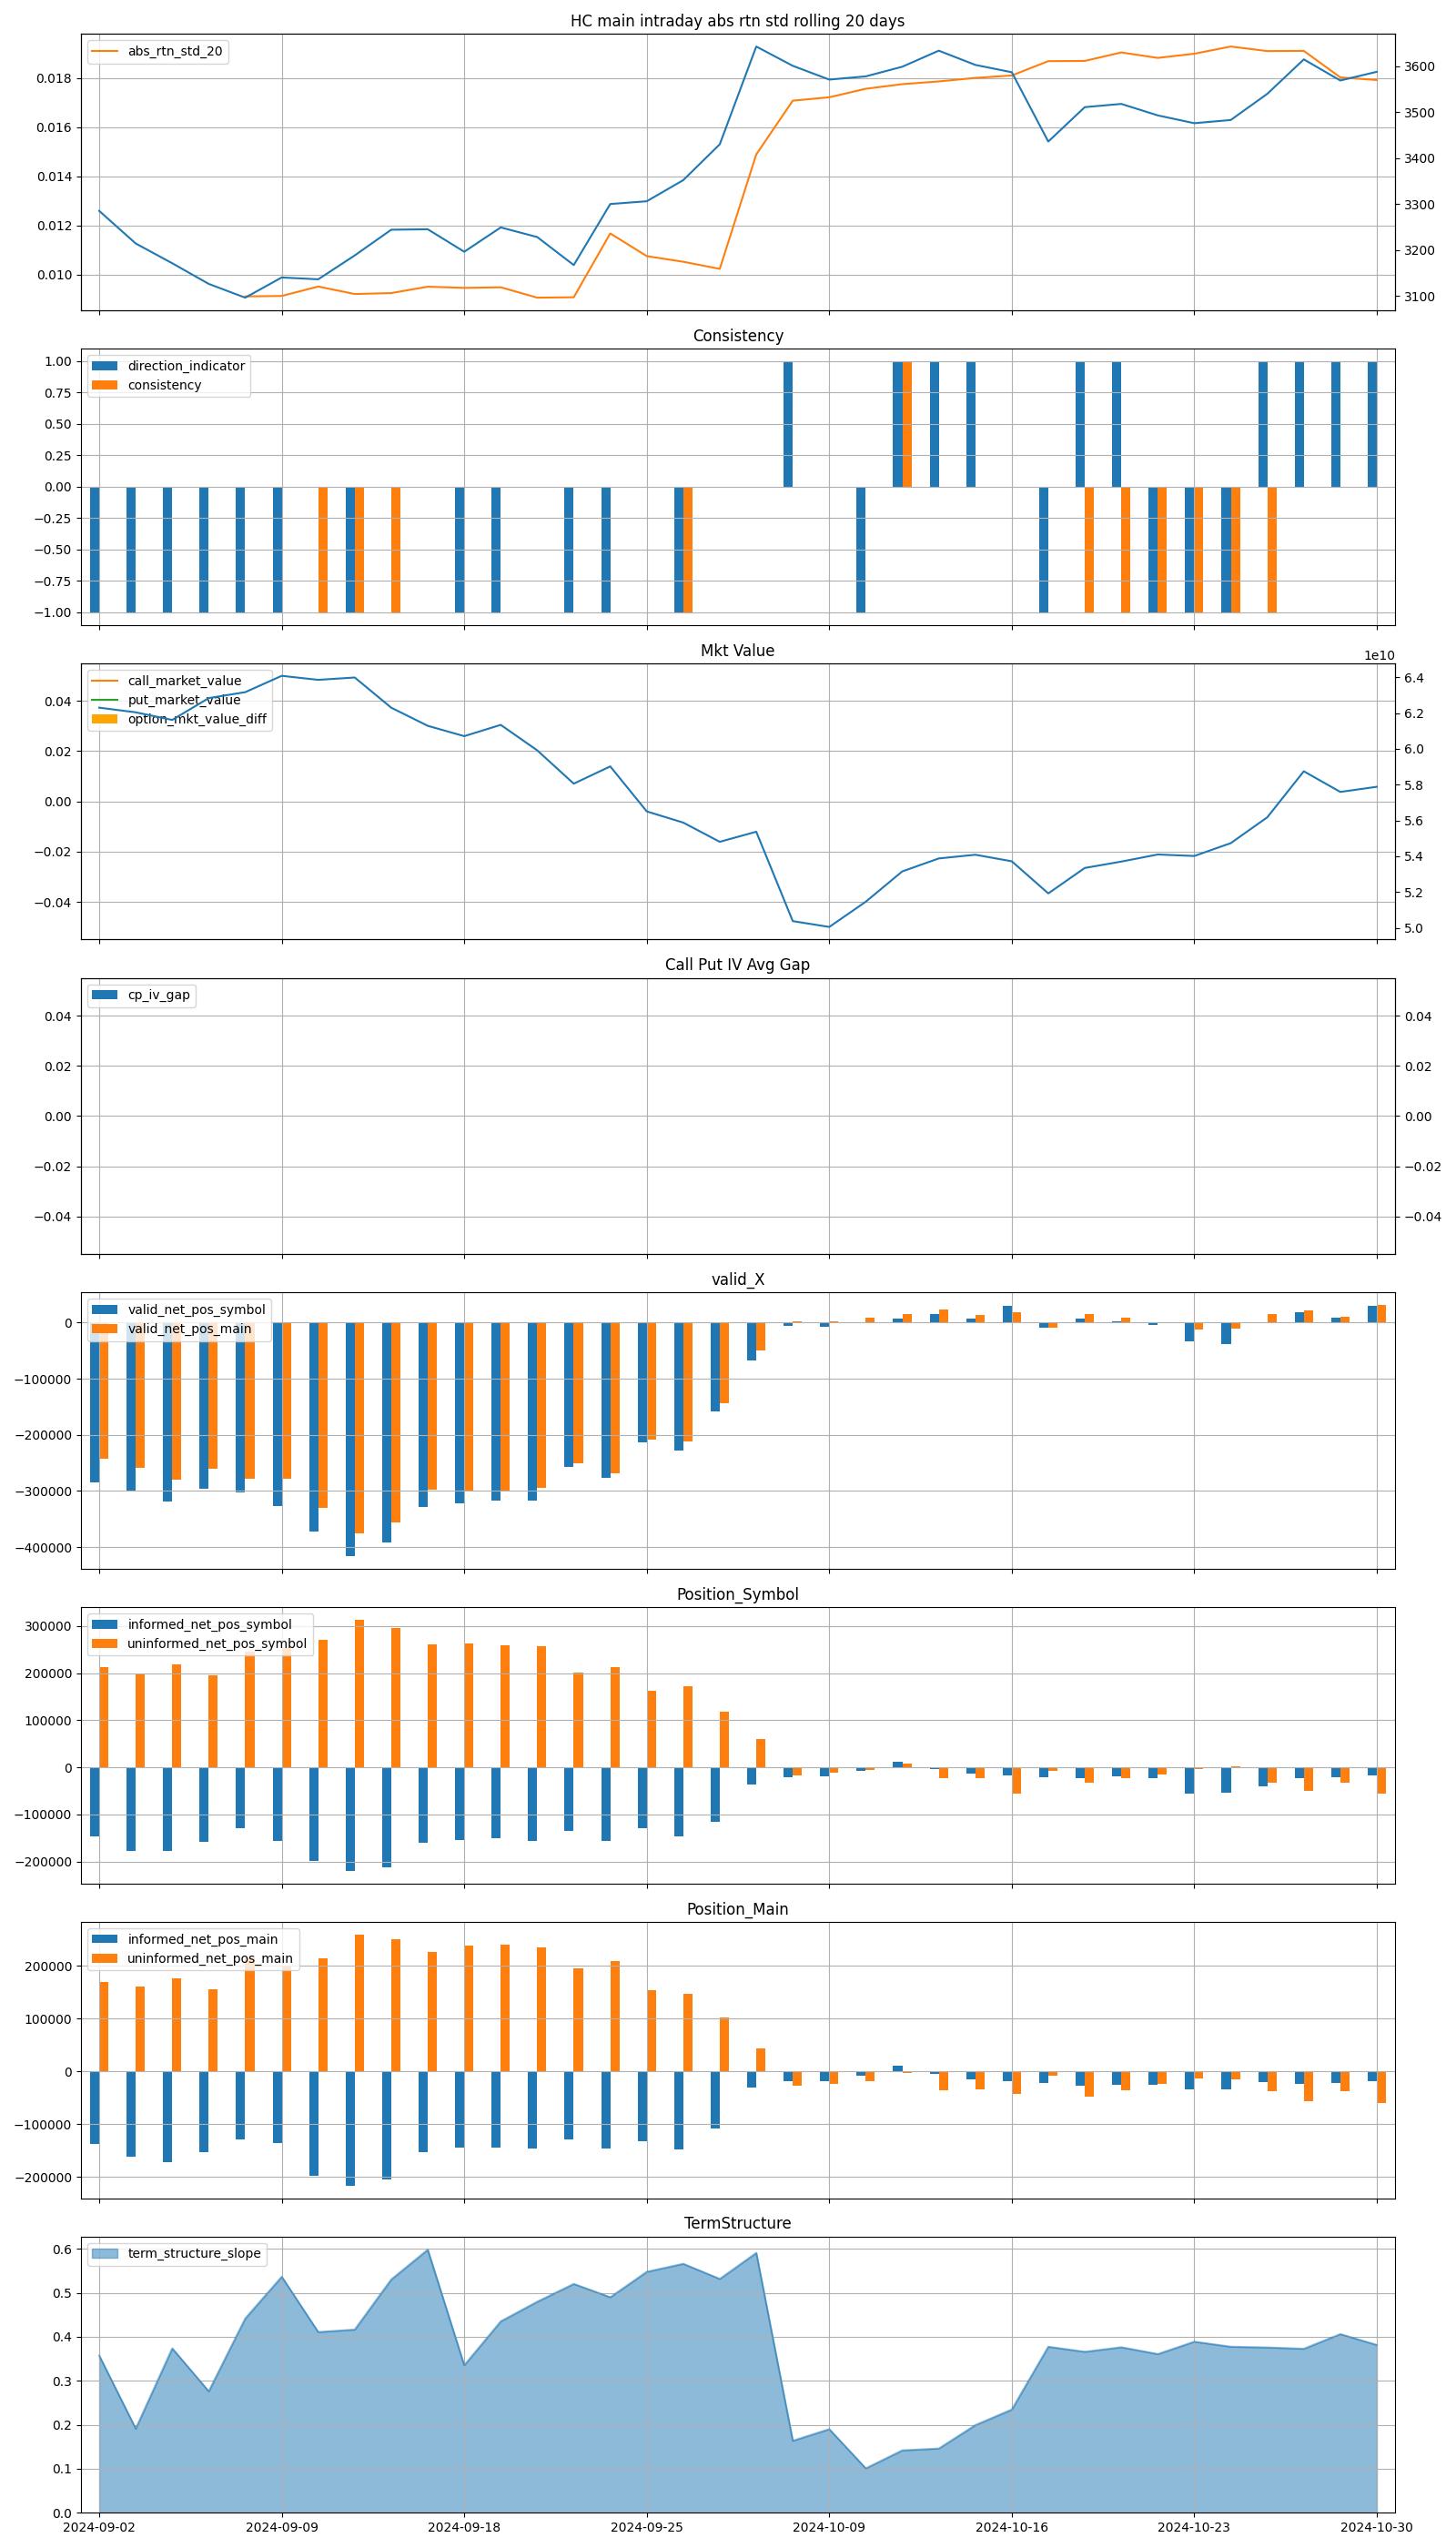 HC main intraday abs rtn std rolling 20 days
abs_rtn_std_20
0.018
0.016
0.014
0.012
0.010
3600
3500
3400
3300
3200
3100
Consistency
direction_indicator
consistency
1.00
0.75
0.50
0.25
0.00
−0.25
−0.50
−0.75
−1.00
Mkt Value
1e10
call_market_value
put_market_value
option_mkt_value_diff
0.04
0.02
0.00
−0.02
−0.04
6.4
6.2
6.0
5.8
5.6
5.4
5.2
5.0
Call Put IV Avg Gap
cp_iv_gap
0.04
0.02
0.00
−0.02
−0.04
0.04
0.02
0.00
−0.02
−0.04
valid_X
valid_net_pos_symbol
valid_net_pos_main
0
−100000
−200000
−300000
−400000
Position_Symbol
informed_net_pos_symbol
uninformed_net_pos_symbol
300000
200000
100000
0
−100000
−200000
Position_Main
informed_net_pos_main
uninformed_net_pos_main
200000
100000
0
−100000
−200000
TermStructure
term_structure_slope
0.6
0.5
0.4
0.3
0.2
0.1
0.0
2024-09-02 2024-09-09 2024-09-18 2024-09-25 2024-10-09 2024-10-16 2024-10-23 2024-10-30